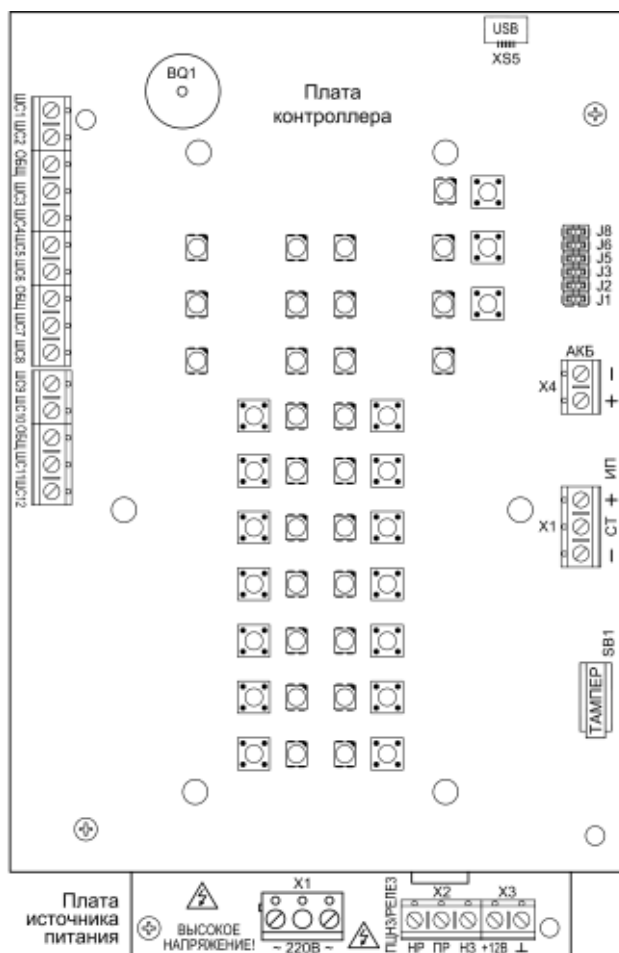 USB
XS5
BQ1
Плата
контроллера
ШС1 ШС2 ОБЩ ШС3 ШС4 ШС5 ШС6 ОБЩ ШС7 ШС8
ШС9 ШС10 ОБЩ ШС11 ШС12
J8
J6
J5
J3
J2
J1
АКБ
X4
–
+
X1
+ ИП
СТ
–
SB1
ТАМПЕР
Плата
источника
питания
ВЫСОКОЕ
НАПРЯЖЕНИЕ!
X1
~ 220В ~
ПЦН3/РЕЛЕ3
X2
X3
НР ПР НЗ +12В ⊥